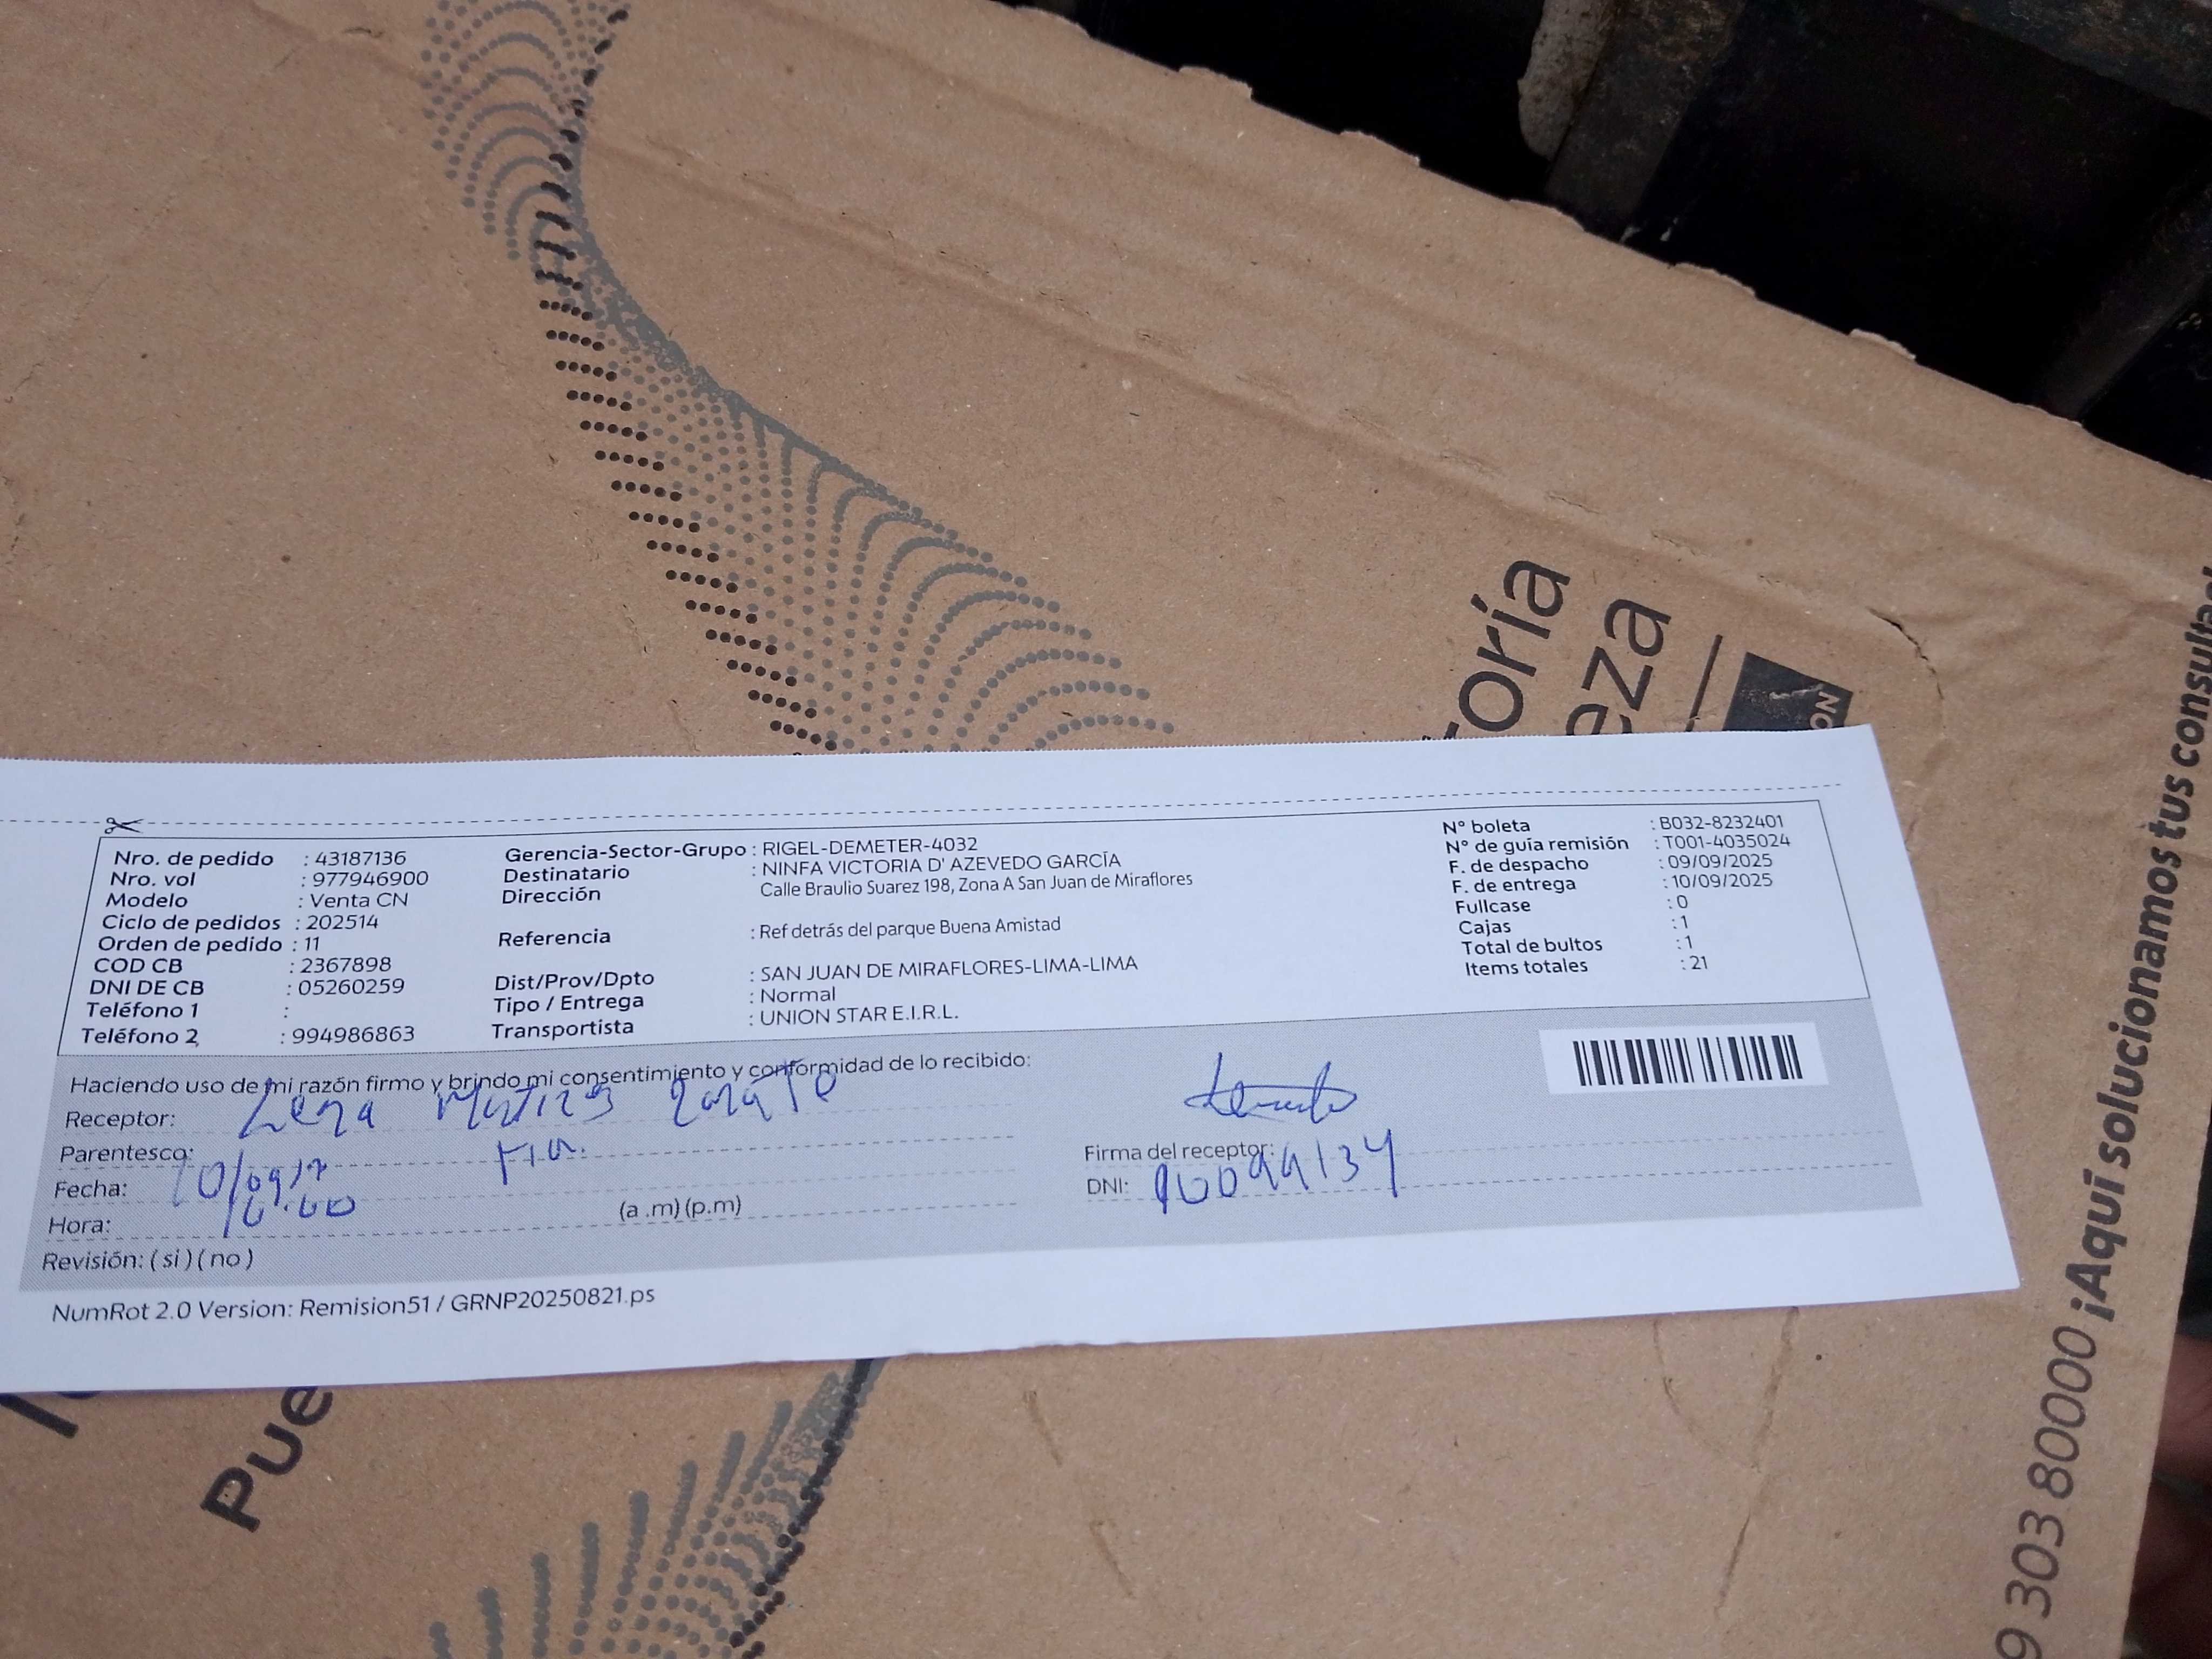 oría
eza
ON
Nro. de pedido : 43187136
Nro. vol : 977946900
Modelo : Venta CN
Ciclo de pedidos : 202514
Orden de pedido : 11
COD CB : 2367898
DNI DE CB : 05260259
Teléfono 1 :
Teléfono 2 : 994986863
Gerencia-Sector-Grupo : RIGEL-DEMETER-4032
Destinatario : NINFA VICTORIA D' AZEVEDO GARCÍA
Dirección Calle Braulio Suarez 198, Zona A San Juan de Miraflores
Referencia : Ref detrás del parque Buena Amistad
Dist/Prov/Dpto : SAN JUAN DE MIRAFLORES-LIMA-LIMA
Tipo / Entrega : Normal
Transportista : UNION STAR E.I.R.L.
N° boleta : B032-8232401
N° de guía remisión : T001-4035024
F. de despacho : 09/09/2025
F. de entrega : 10/09/2025
Fullcase : 0
Cajas : 1
Total de bultos : 1
Items totales : 21
Haciendo uso de mi razón firmo y brindo mi consentimiento y conformidad de lo recibido:
Receptor:
Parentesco:
Fecha:
Hora: (a .m) (p.m)
Revisión: ( si ) ( no )
Firma del receptor:
DNI:
NumRot 2.0 Version: Remision51 / GRNP20250821.ps
Pue
9 303 80000 ¡Aquí solucionamos tus consultas